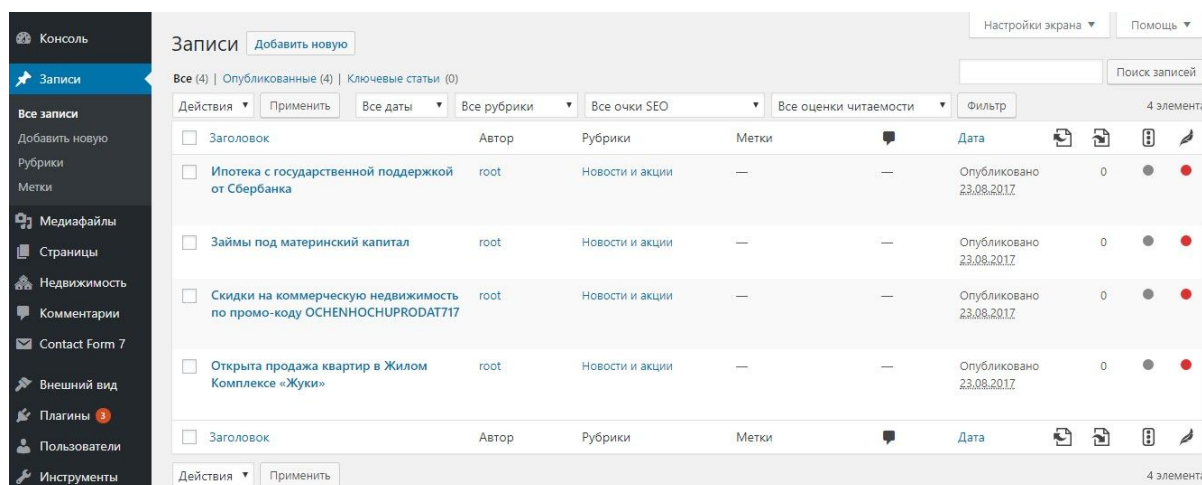 Консоль
Записи
Все записи
Добавить новую
Рубрики
Метки
Медиафайлы
Страницы
Недвижимость
Комментарии
Contact Form 7
Внешний вид
Плагины 3
Пользователи
Инструменты
Настройки экрана Помощь
Записи Добавить новую
Все (4) | Опубликованные (4) | Ключевые статьи (0)
Поиск записей
Действия Применить Все даты Все рубрики Все очки SEO Все оценки читаемости Фильтр 4 элемента
Заголовок Автор Рубрики Метки Дата
Ипотека с государственной поддержкой root Новости и акции — — Опубликовано 0
от Сбербанка 23.08.2017
Займы под материнский капитал root Новости и акции — — Опубликовано 0
23.08.2017
Скидки на коммерческую недвижимость root Новости и акции — — Опубликовано 0
по промо-коду OCHENHOCHUPRODAT717 23.08.2017
Открыта продажа квартир в Жилом root Новости и акции — — Опубликовано 0
Комплексе «Жуки» 23.08.2017
Заголовок Автор Рубрики Метки Дата
Действия Применить 4 элемента